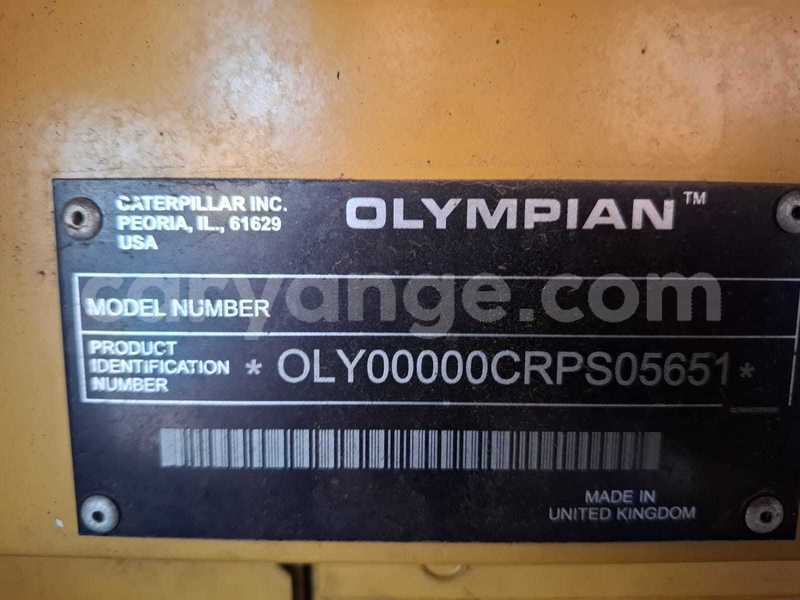 CATERPILLAR INC.
PEORIA, IL., 61629
USA
OLYMPIAN™
MODEL NUMBER
PRODUCT
IDENTIFICATION
NUMBER
*OLY00000CRPS05651*
MADE IN
UNITED KINGDOM
caryange.com